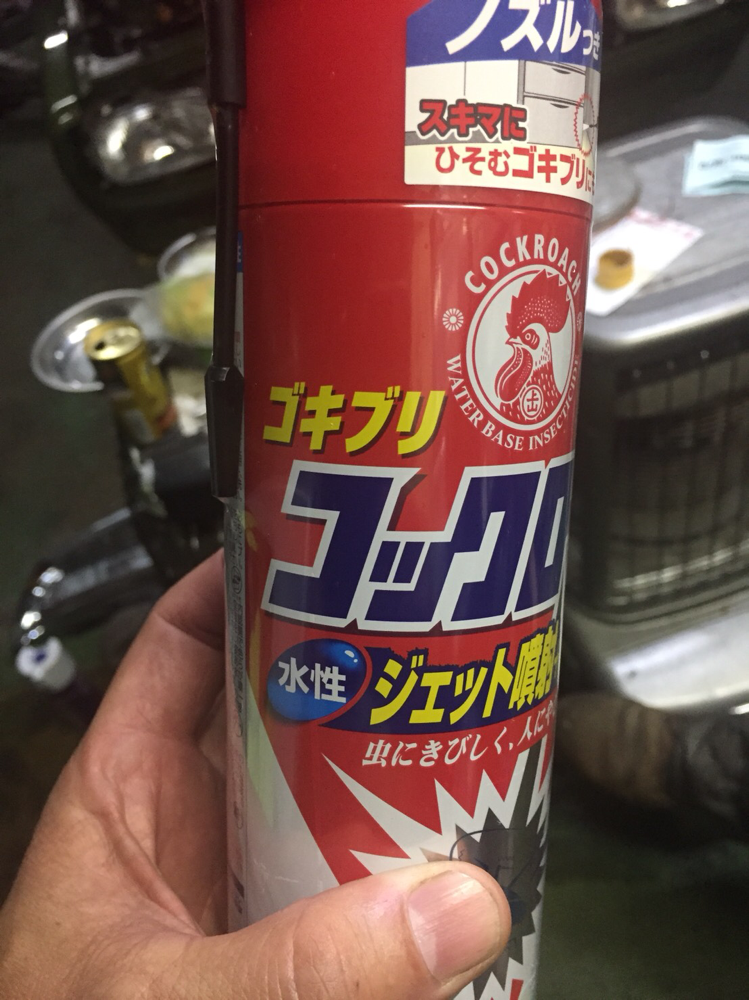 ノズルつき
スキマに
ひそむゴキブリに
COCKROACH
WATER BASE INSECTICIDE
ゴキブリ
コックロ
水性
ジェット噴射
虫にきびしく、人にや